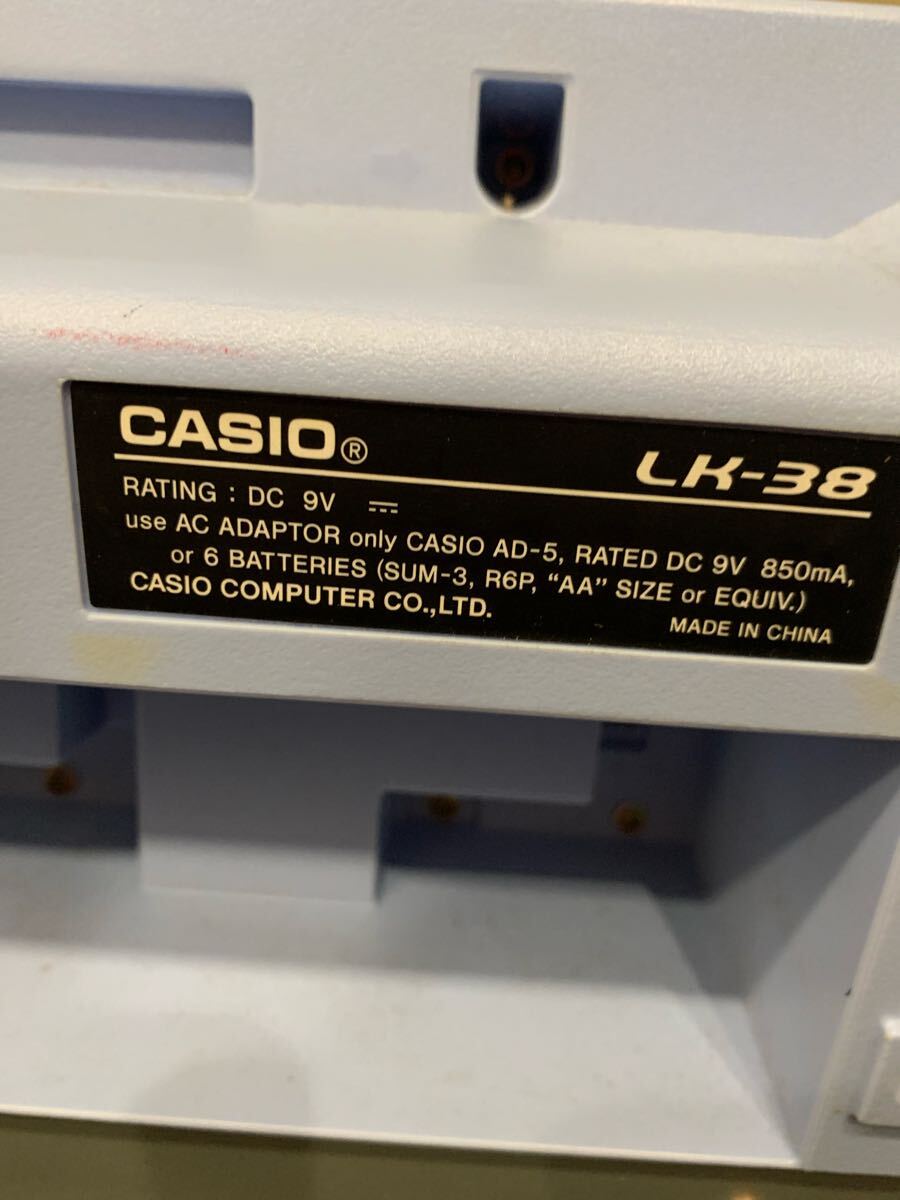 CASIO® LK-38
RATING : DC 9V ⎓
use AC ADAPTOR only CASIO AD-5, RATED DC 9V 850mA,
or 6 BATTERIES (SUM-3, R6P, “AA” SIZE or EQUIV.)
CASIO COMPUTER CO.,LTD.
MADE IN CHINA